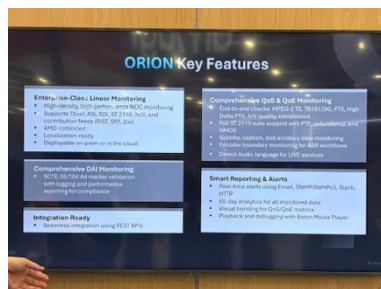 ORION Key Features
Enterprise-Class Linear Monitoring
High-density, high-performance NOC monitoring
Supports TSoIP, ASI, SDI, ST 2110, NDI, and
contribution feeds (RIST, SRT, Zixi)
AMD-optimized
Localization-ready
Deployable on-prem or in the cloud
Comprehensive DAI Monitoring
SCTE-35/104 Ad marker validation
with logging and performance
reporting for compliance
Integration Ready
Seamless integration using REST APIs
Comprehensive QoS & QoE Monitoring
End-to-end checks: MPEG-2 TS, TR101290, PTS, High
Delta PTS, A/V quality, compliance
Full ST 2110 suite support with PTP, redundancy, and
NMOS
Subtitle, caption, and ancillary data monitoring
Encoder boundary monitoring for ABR workflows
Detect Audio language for LIVE services
Smart Reporting & Alerts
Real-time alerts using Email, SNMP/SNMPv3, Slack,
HTTP
60-day analytics for all monitored data
Visual trending for QoS/QoE metrics
Playback and debugging with Baton Media Player